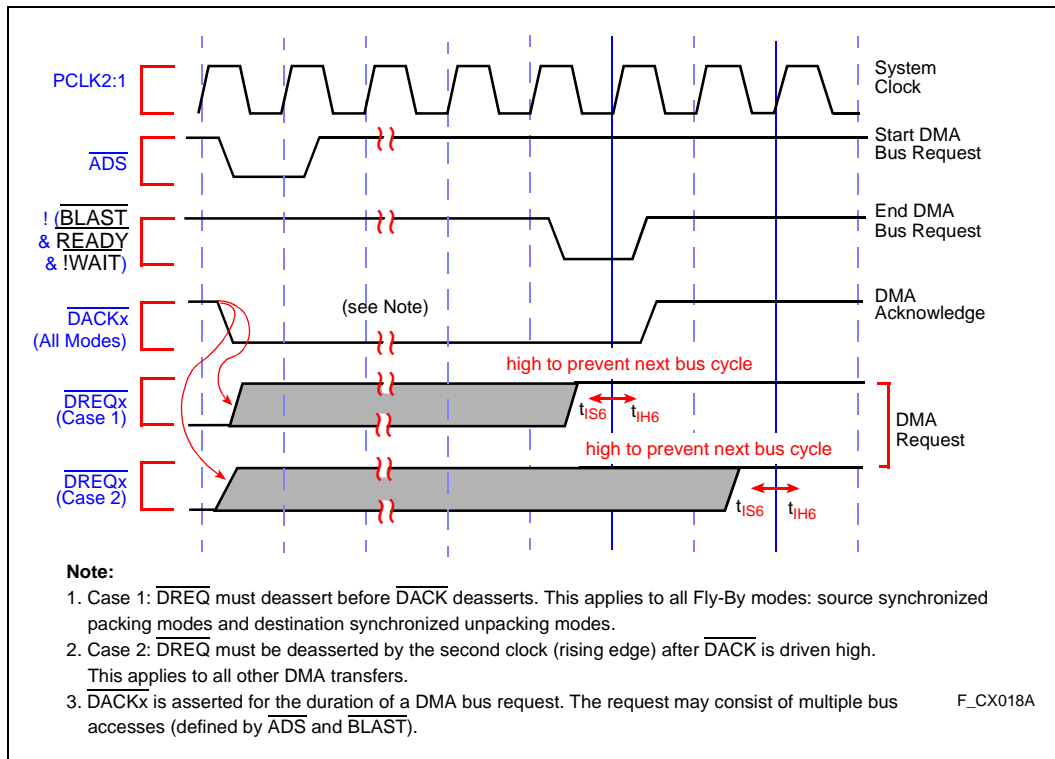 PCLK2:1
System
Clock
ADS
Start DMA
Bus Request
! (BLAST
& READY
& !WAIT)
End DMA
Bus Request
DACKx
(All Modes)
(see Note)
DMA
Acknowledge
high to prevent next bus cycle
DREQx
(Case 1)
tIS6
tIH6
DMA
Request
high to prevent next bus cycle
DREQx
(Case 2)
tIS6
tIH6
Note:
1. Case 1: DREQ must deassert before DACK deasserts. This applies to all Fly-By modes: source synchronized
packing modes and destination synchronized unpacking modes.
2. Case 2: DREQ must be deasserted by the second clock (rising edge) after DACK is driven high.
This applies to all other DMA transfers.
3. DACKx is asserted for the duration of a DMA bus request. The request may consist of multiple bus
accesses (defined by ADS and BLAST).
F_CX018A